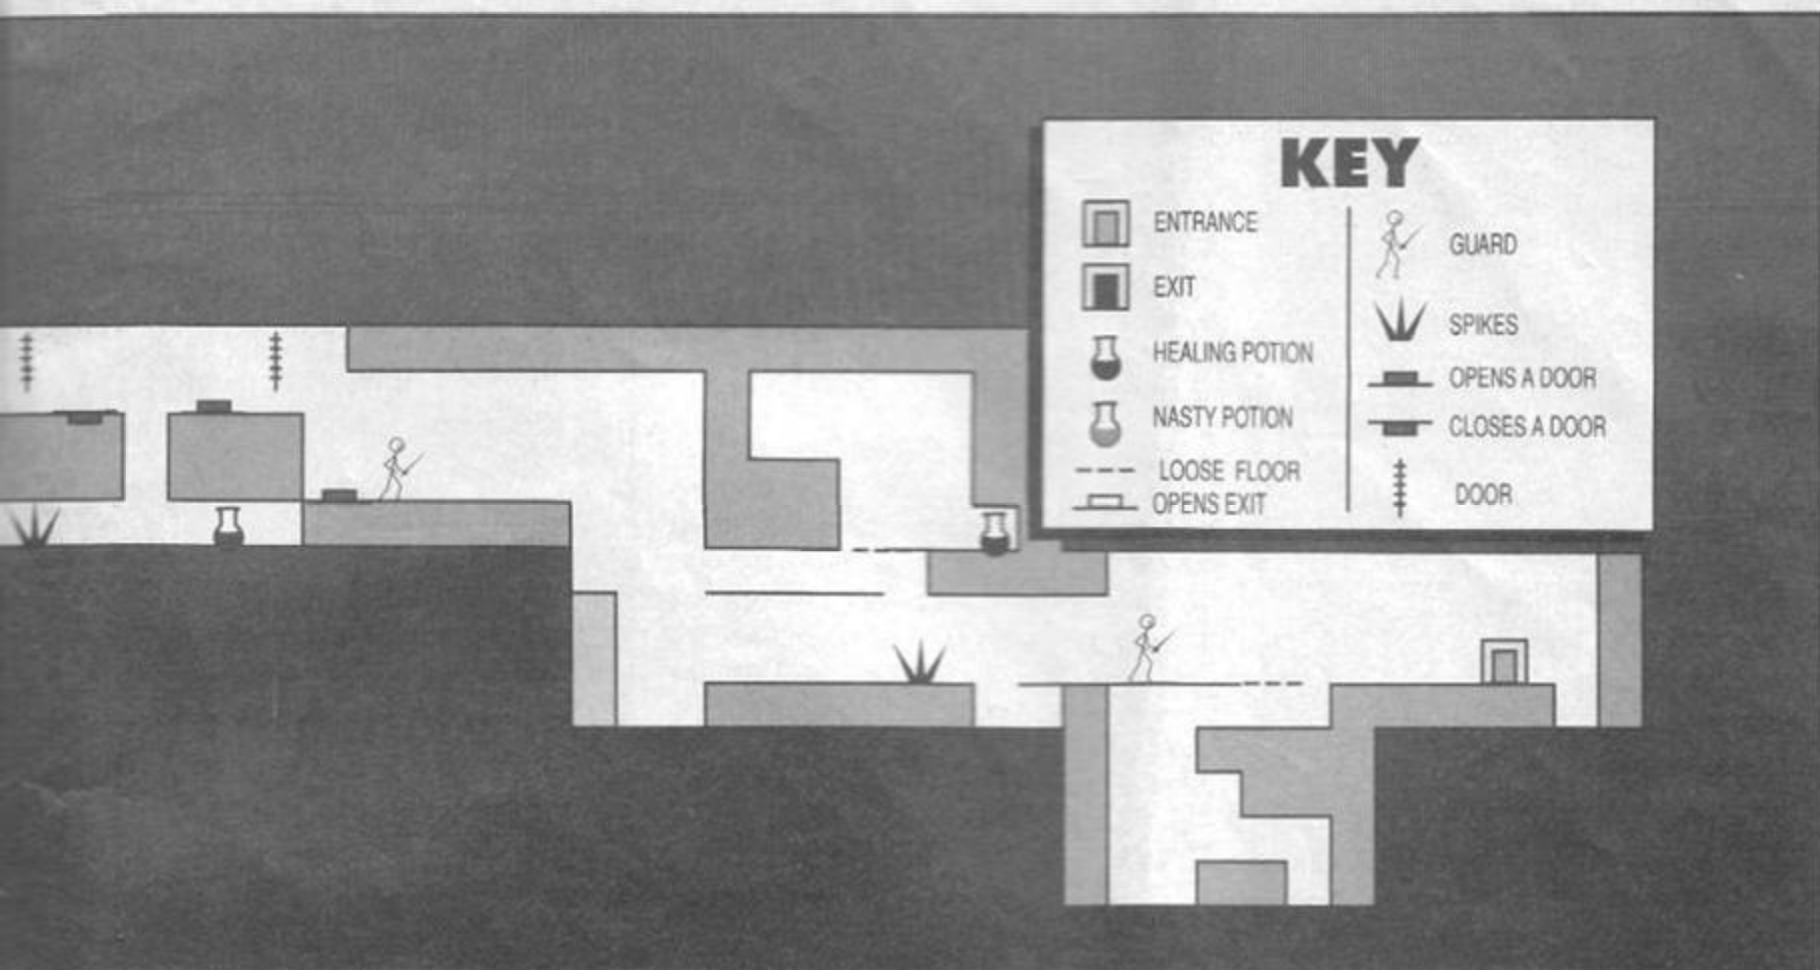 KEY
ENTRANCE
EXIT
HEALING POTION
NASTY POTION
LOOSE FLOOR
OPENS EXIT
GUARD
SPIKES
OPENS A DOOR
CLOSES A DOOR
DOOR